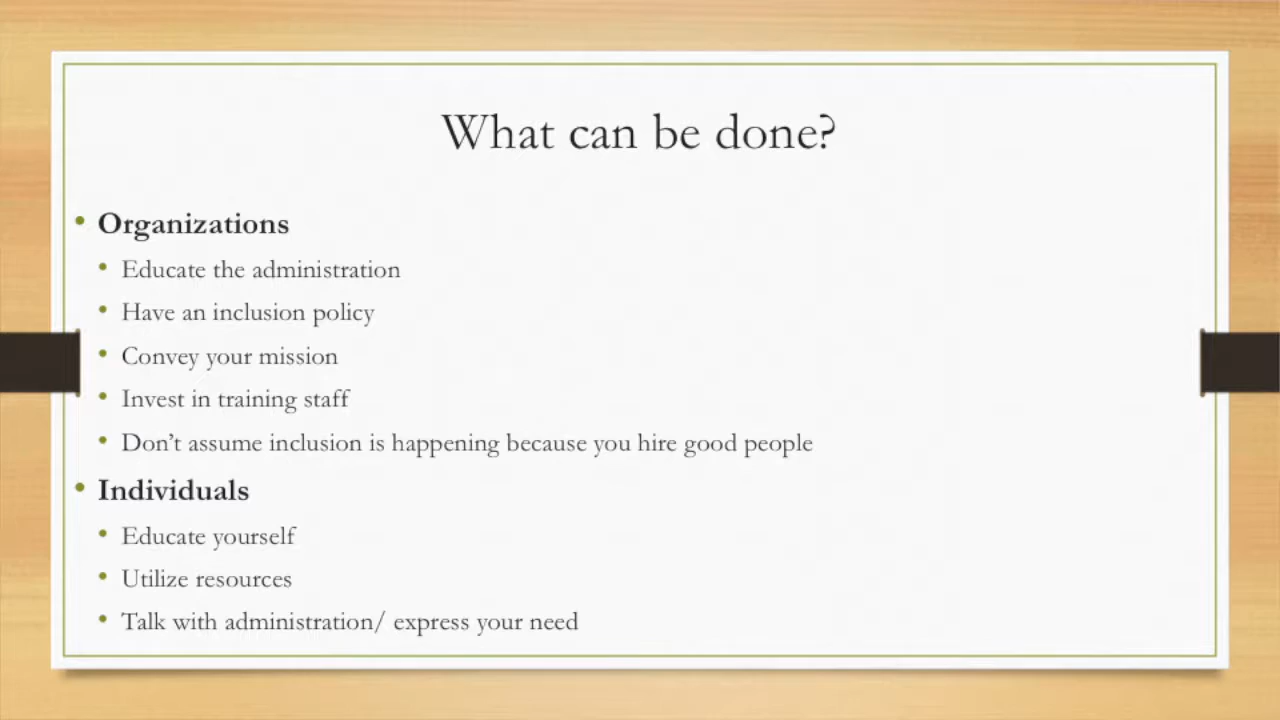 What can be done?
• Organizations
• Educate the administration
• Have an inclusion policy
• Convey your mission
• Invest in training staff
• Don’t assume inclusion is happening because you hire good people
• Individuals
• Educate yourself
• Utilize resources
• Talk with administration/ express your need